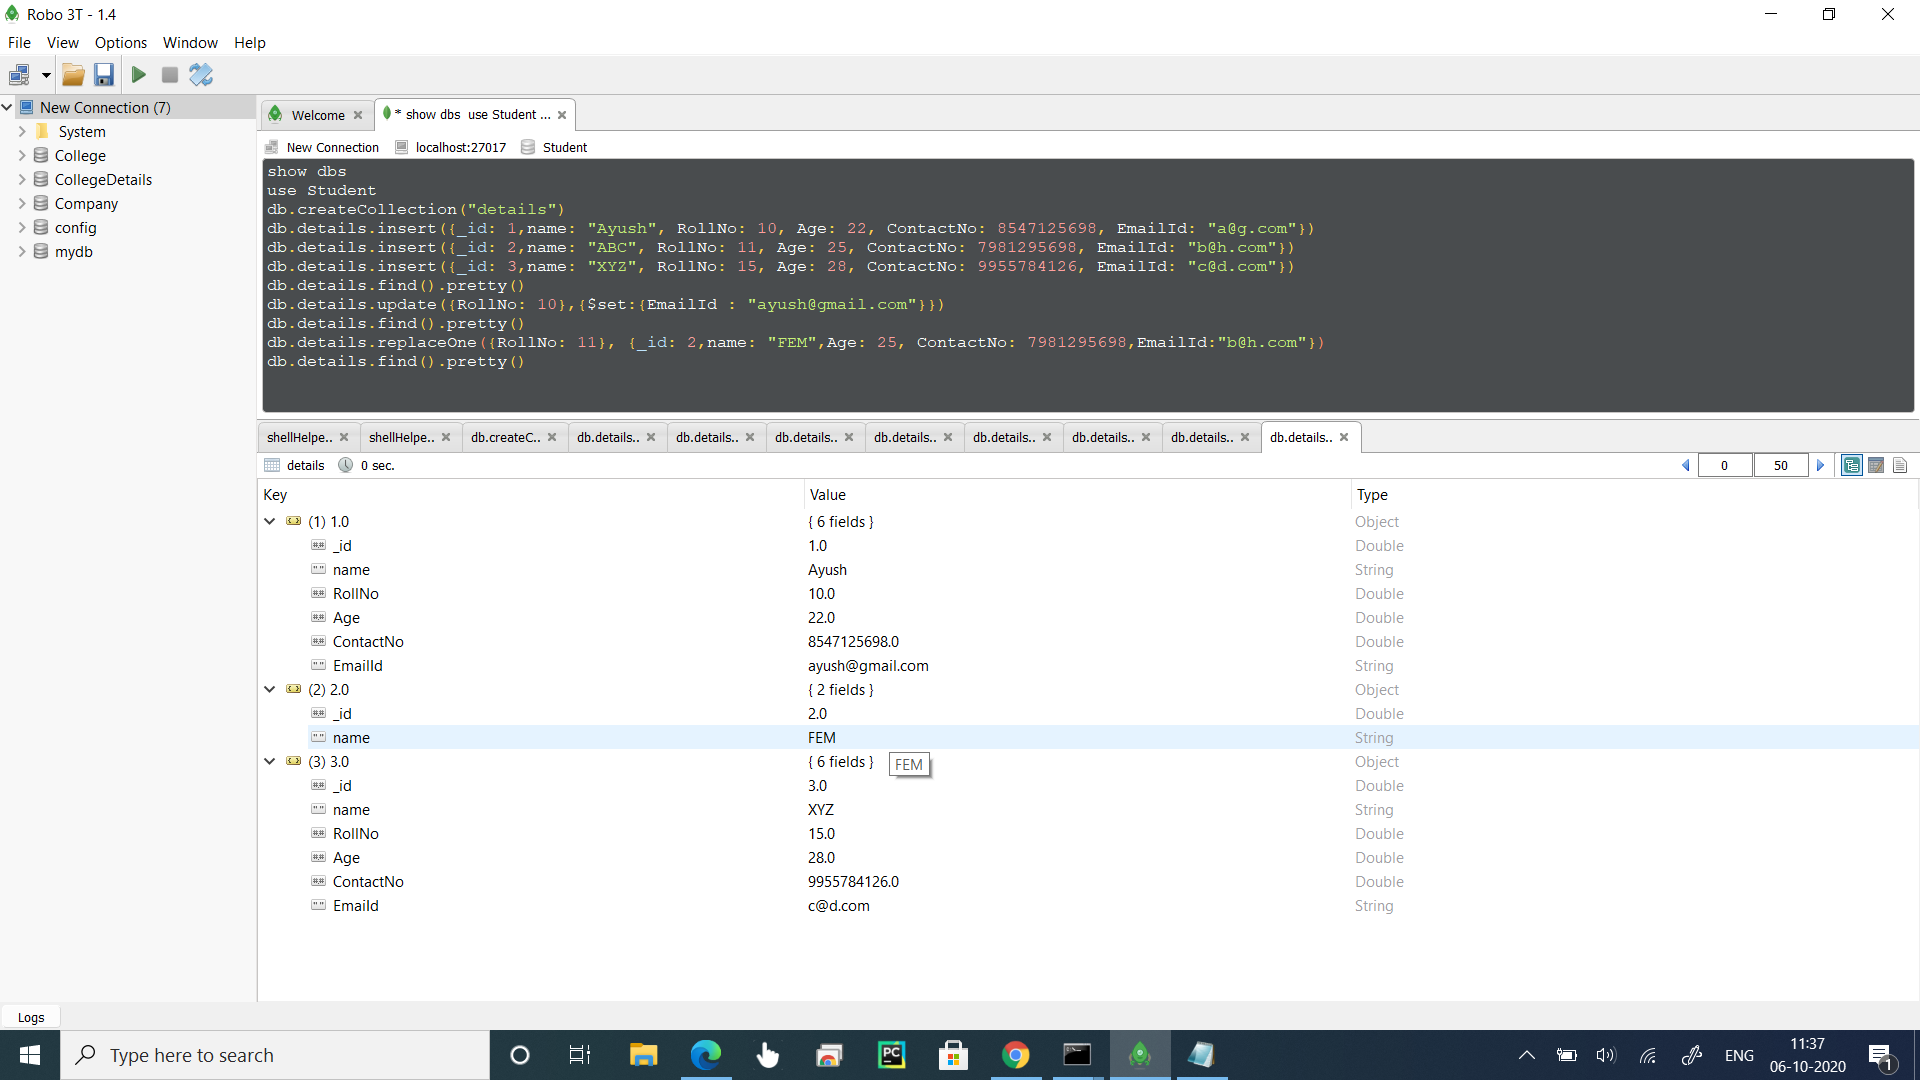 Robo 3T - 1.4
File View Options Window Help
New Connection (7)
System
College
CollegeDetails
Company
config
mydb
Welcome
* show dbs use Student ...
New Connection localhost:27017 Student
show dbs
use Student
db.createCollection("details")
db.details.insert({_id: 1,name: "Ayush", RollNo: 10, Age: 22, ContactNo: 8547125698, EmailId: "a@g.com"})
db.details.insert({_id: 2,name: "ABC", RollNo: 11, Age: 25, ContactNo: 7981295698, EmailId: "b@h.com"})
db.details.insert({_id: 3,name: "XYZ", RollNo: 15, Age: 28, ContactNo: 9955784126, EmailId: "c@d.com"})
db.details.find().pretty()
db.details.update({RollNo: 10},{$set:{EmailId : "ayush@gmail.com"}})
db.details.find().pretty()
db.details.replaceOne({RollNo: 11}, {_id: 2,name: "FEM",Age: 25, ContactNo: 7981295698,EmailId:"b@h.com"})
db.details.find().pretty()
shellHelpe.. shellHelpe.. db.createC.. db.details.. db.details.. db.details.. db.details.. db.details.. db.details.. db.details.. db.details..
details 0 sec. 0 50
Key Value Type
(1) 1.0 { 6 fields } Object
_id 1.0 Double
name Ayush String
RollNo 10.0 Double
Age 22.0 Double
ContactNo 8547125698.0 Double
EmailId ayush@gmail.com String
(2) 2.0 { 2 fields } Object
_id 2.0 Double
name FEM String
(3) 3.0 { 6 fields } Object
FEM
_id 3.0 Double
name XYZ String
RollNo 15.0 Double
Age 28.0 Double
ContactNo 9955784126.0 Double
EmailId c@d.com String
Logs
Type here to search
PC
ENG
11:37
06-10-2020
1